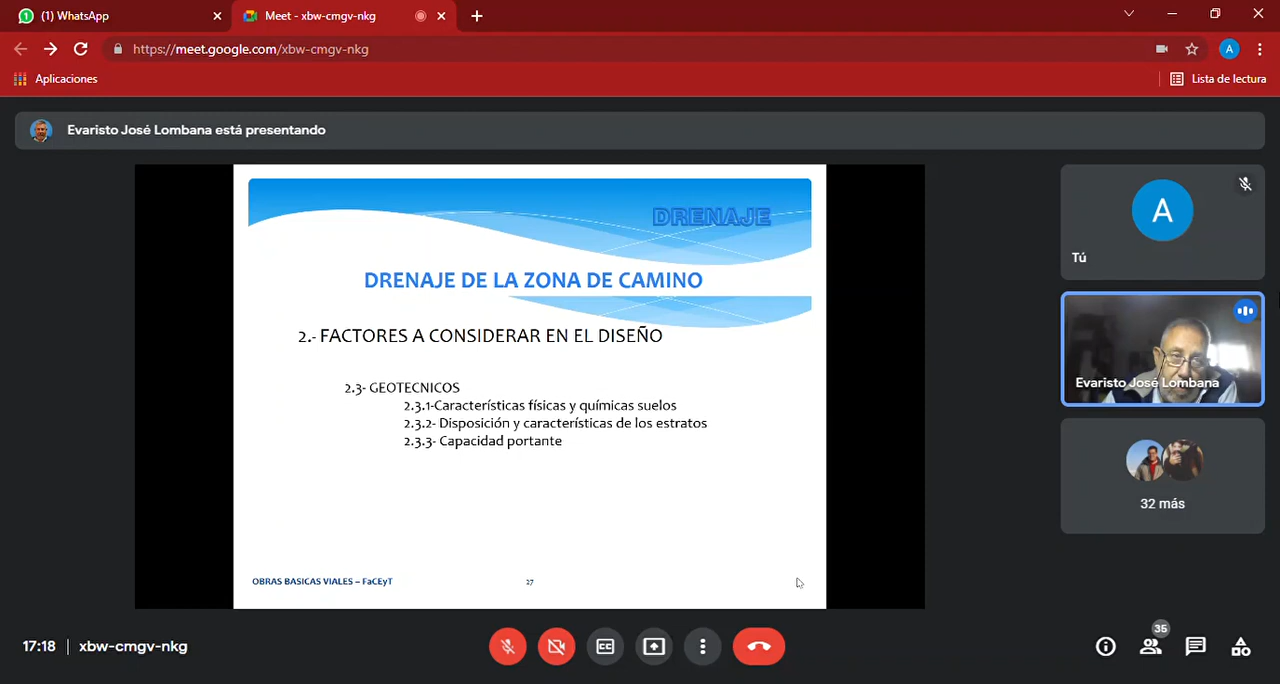 (1) WhatsApp
Meet - xbw-cmgv-nkg
https://meet.google.com/xbw-cmgv-nkg
A
Aplicaciones
Lista de lectura
Evaristo José Lombana está presentando
DRENAJE
DRENAJE DE LA ZONA DE CAMINO
2.- FACTORES A CONSIDERAR EN EL DISEÑO
2.3- GEOTECNICOS
2.3.1-Características físicas y químicas suelos
2.3.2- Disposición y características de los estratos
2.3.3- Capacidad portante
OBRAS BASICAS VIALES – FaCEyT
27
A
Tú
Evaristo José Lombana
32 más
17:18 | xbw-cmgv-nkg
CC
35